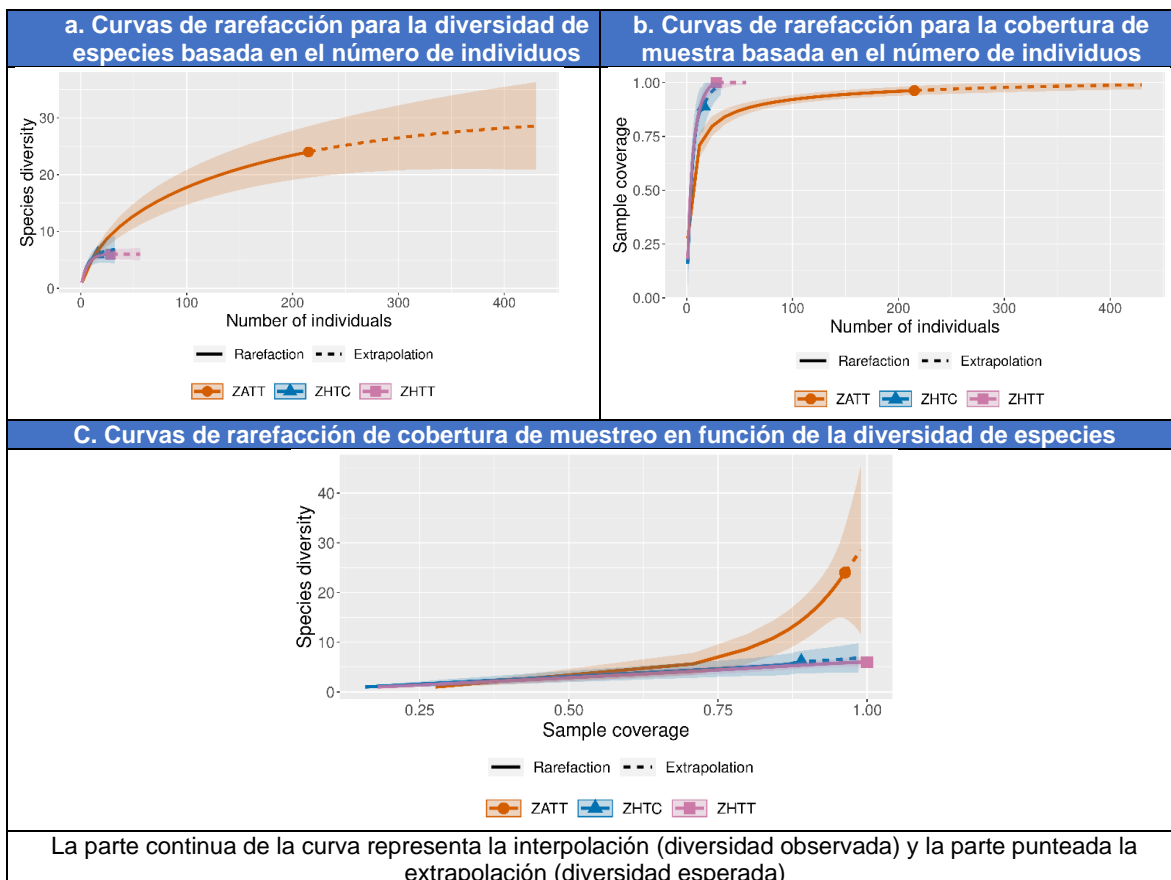 a. Curvas de rarefacción para la diversidad de
especies basada en el número de individuos
b. Curvas de rarefacción para la cobertura de
muestra basada en el número de individuos
30
20
10
0
Species diversity
0 100 200 300 400
Number of individuals
Rarefaction Extrapolation
ZATT ZHTC ZHTT
1.00
0.75
0.50
0.25
0.00
Sample coverage
0 100 200 300 400
Number of individuals
Rarefaction Extrapolation
ZATT ZHTC ZHTT
C. Curvas de rarefacción de cobertura de muestreo en función de la diversidad de especies
40
30
20
10
0
Species diversity
0.25 0.50 0.75 1.00
Sample coverage
Rarefaction Extrapolation
ZATT ZHTC ZHTT
La parte continua de la curva representa la interpolación (diversidad observada) y la parte punteada la
extrapolación (diversidad esperada)